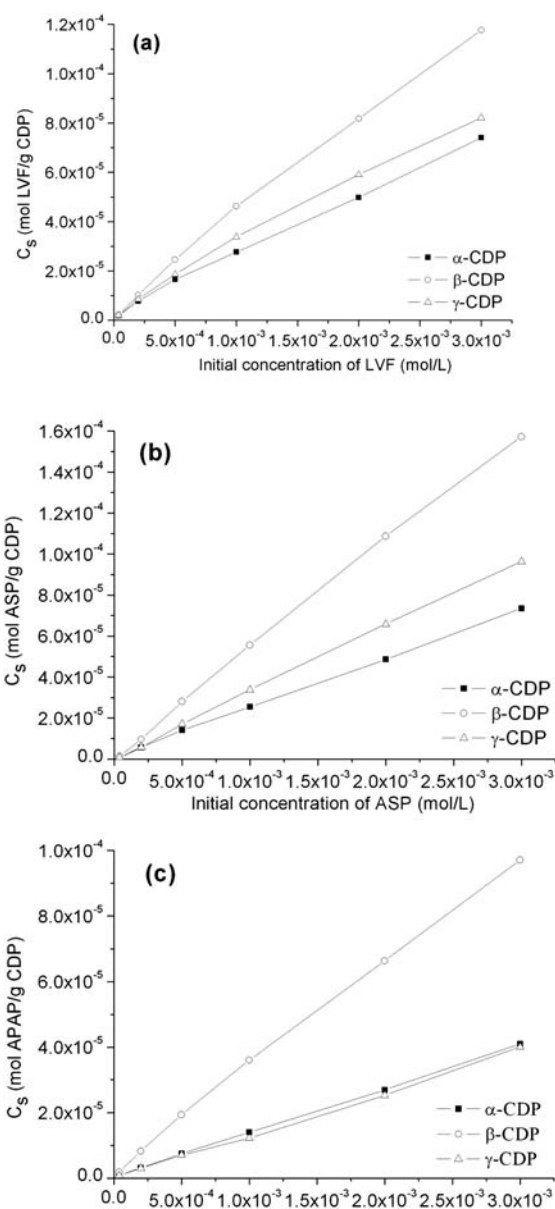 (a)
C_s (mol LVF/g CDP)
1.2x10⁻⁴
1.0x10⁻⁴
8.0x10⁻⁵
6.0x10⁻⁵
4.0x10⁻⁵
2.0x10⁻⁵
0.0
α-CDP
β-CDP
γ-CDP
0.0 5.0x10⁻⁴ 1.0x10⁻³ 1.5x10⁻³ 2.0x10⁻³ 2.5x10⁻³ 3.0x10⁻³
Initial concentration of LVF (mol/L)
(b)
C_s (mol ASP/g CDP)
1.6x10⁻⁴
1.4x10⁻⁴
1.2x10⁻⁴
1.0x10⁻⁴
8.0x10⁻⁵
6.0x10⁻⁵
4.0x10⁻⁵
2.0x10⁻⁵
0.0
α-CDP
β-CDP
γ-CDP
0.0 5.0x10⁻⁴ 1.0x10⁻³ 1.5x10⁻³ 2.0x10⁻³ 2.5x10⁻³ 3.0x10⁻³
Initial concentration of ASP (mol/L)
(c)
C_s (mol APAP/g CDP)
1.0x10⁻⁴
8.0x10⁻⁵
6.0x10⁻⁵
4.0x10⁻⁵
2.0x10⁻⁵
0.0
α-CDP
β-CDP
γ-CDP
0.0 5.0x10⁻⁴ 1.0x10⁻³ 1.5x10⁻³ 2.0x10⁻³ 2.5x10⁻³ 3.0x10⁻³
Initial concentration of APAP (mol/L)